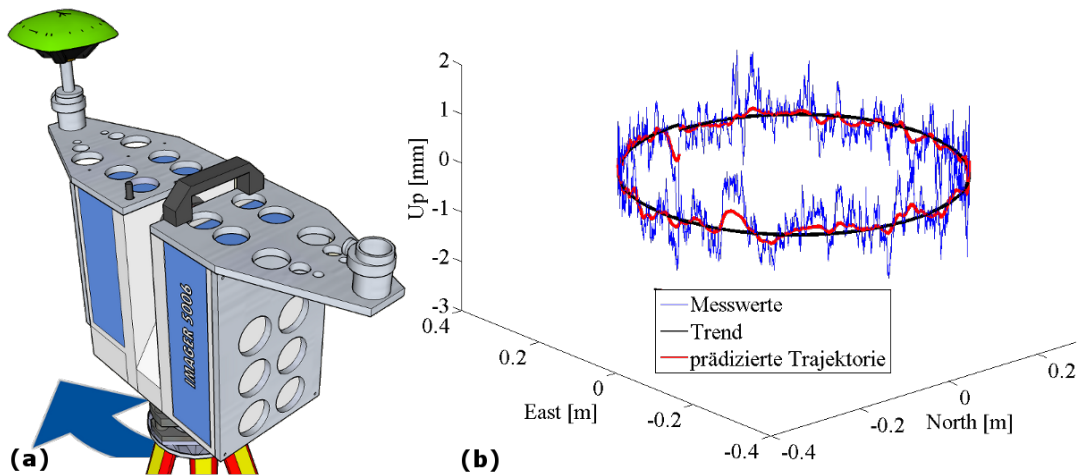 (a)
IMAGER 5006
(b)
Up [mm]
2
1
0
-1
-2
-3
0.4
0.2
0
-0.2
-0.4
East [m]
-0.4
-0.2
0
0.2
North [m]
Messwerte
Trend
prädizierte Trajektorie